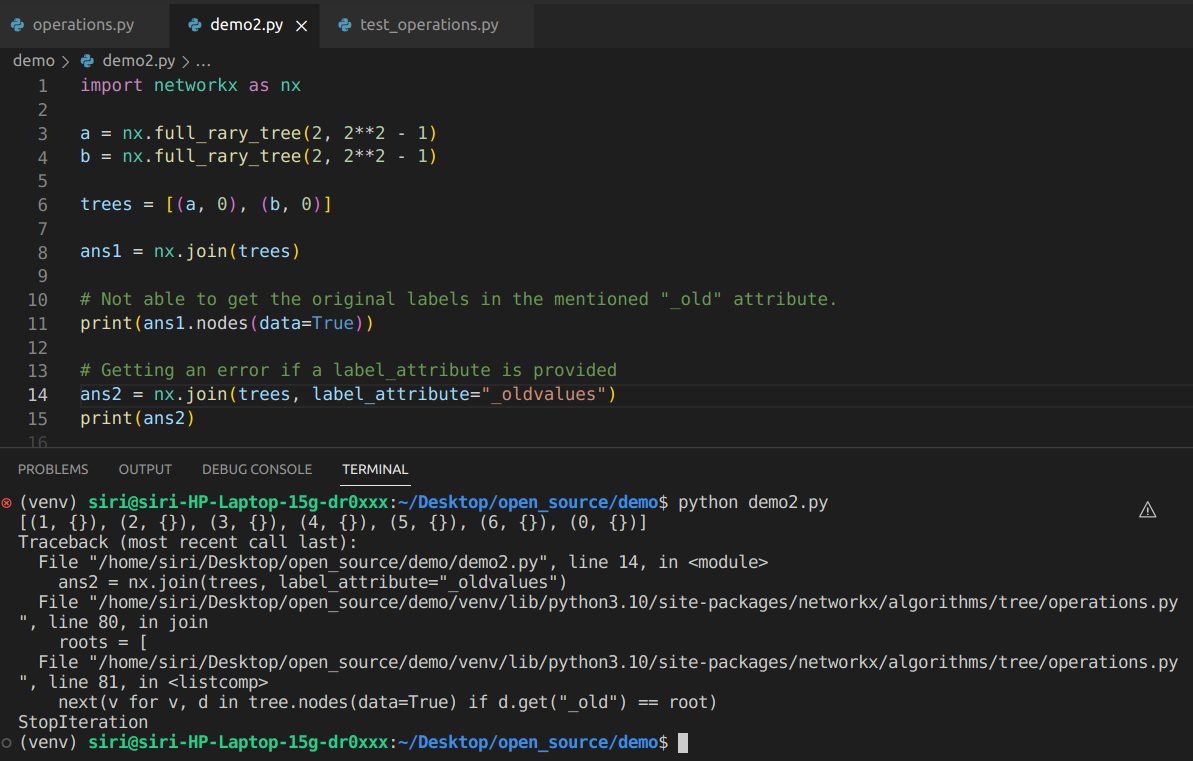 operations.py demo2.py test_operations.py
demo > demo2.py > ...
1 import networkx as nx
2
3 a = nx.full_rary_tree(2, 2**2 - 1)
4 b = nx.full_rary_tree(2, 2**2 - 1)
5
6 trees = [(a, 0), (b, 0)]
7
8 ans1 = nx.join(trees)
9
10 # Not able to get the original labels in the mentioned "_old" attribute.
11 print(ans1.nodes(data=True))
12
13 # Getting an error if a label_attribute is provided
14 ans2 = nx.join(trees, label_attribute="_oldvalues")
15 print(ans2)
16
PROBLEMS OUTPUT DEBUG CONSOLE TERMINAL
(venv) siri@siri-HP-Laptop-15g-dr0xxx:~/Desktop/open_source/demo$ python demo2.py
[(1, {}), (2, {}), (3, {}), (4, {}), (5, {}), (6, {}), (0, {})]
Traceback (most recent call last):
  File "/home/siri/Desktop/open_source/demo/demo2.py", line 14, in <module>
    ans2 = nx.join(trees, label_attribute="_oldvalues")
  File "/home/siri/Desktop/open_source/demo/venv/lib/python3.10/site-packages/networkx/algorithms/tree/operations.py
", line 80, in join
    roots = [
  File "/home/siri/Desktop/open_source/demo/venv/lib/python3.10/site-packages/networkx/algorithms/tree/operations.py
", line 81, in <listcomp>
    next(v for v, d in tree.nodes(data=True) if d.get("_old") == root)
StopIteration
(venv) siri@siri-HP-Laptop-15g-dr0xxx:~/Desktop/open_source/demo$